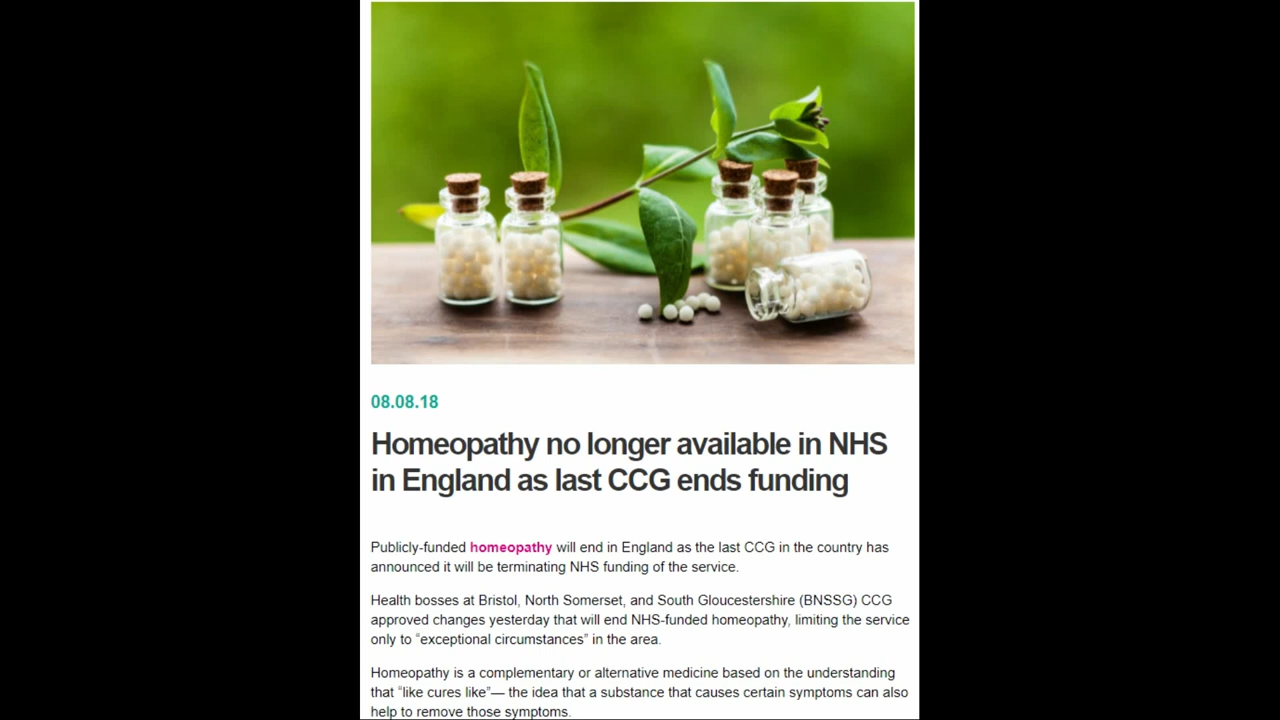 08.08.18
Homeopathy no longer available in NHS
in England as last CCG ends funding
Publicly-funded homeopathy will end in England as the last CCG in the country has
announced it will be terminating NHS funding of the service.
Health bosses at Bristol, North Somerset, and South Gloucestershire (BNSSG) CCG
approved changes yesterday that will end NHS-funded homeopathy, limiting the service
only to “exceptional circumstances” in the area.
Homeopathy is a complementary or alternative medicine based on the understanding
that “like cures like”— the idea that a substance that causes certain symptoms can also
help to remove those symptoms.